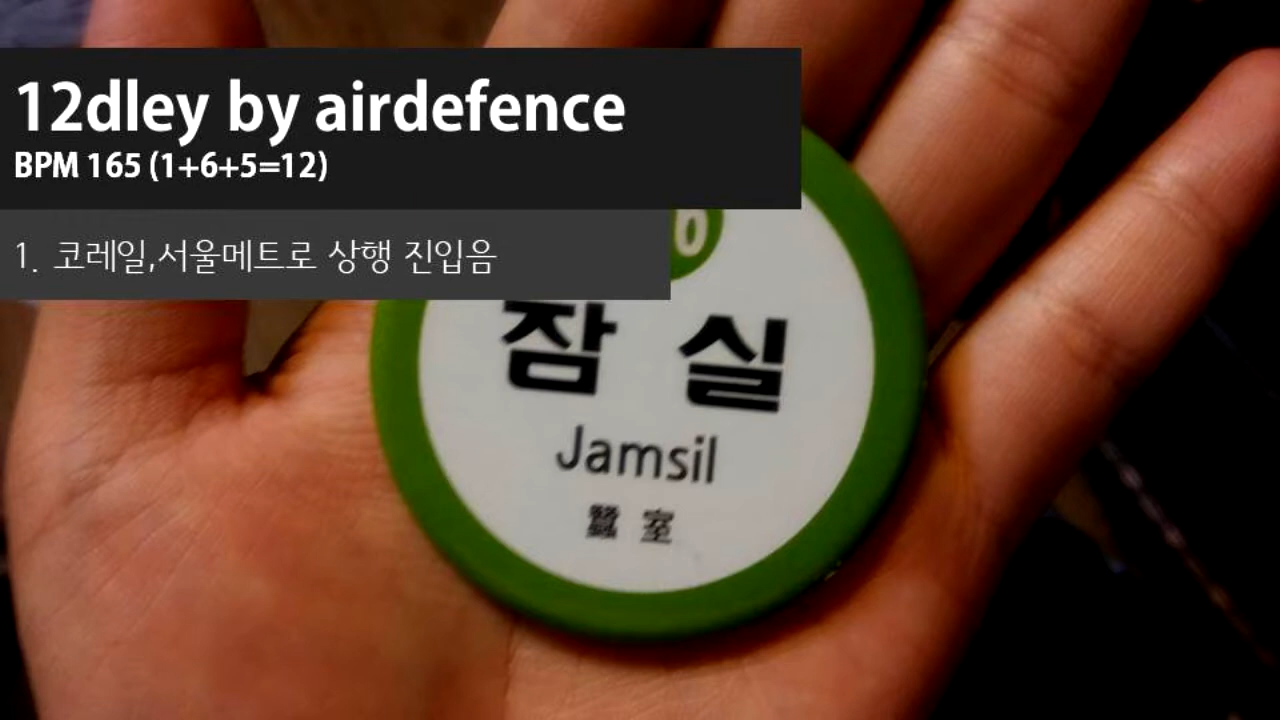 12dley by airdefence
BPM 165 (1+6+5=12)
1. 코레일,서울메트로 상행 진입음
0
잠 실
Jamsil
蠶 室